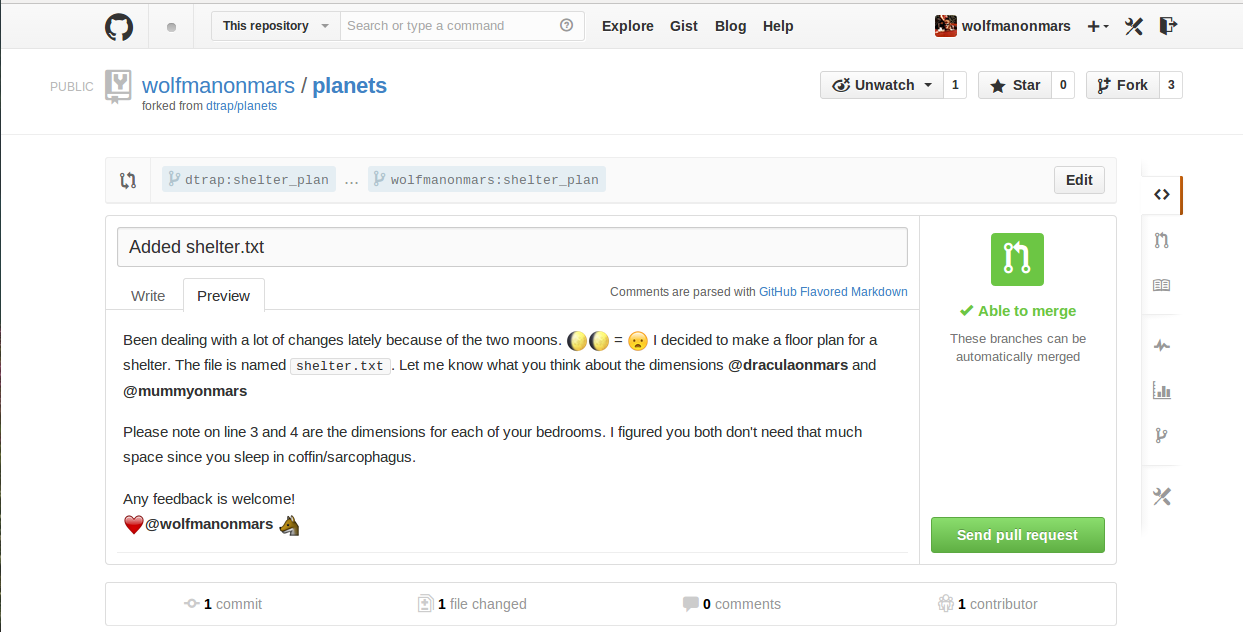 This repository Search or type a command Explore Gist Blog Help wolfmanonmars
PUBLIC wolfmanonmars / planets Unwatch 1 Star 0 Fork 3
forked from dtrap/planets
dtrap:shelter_plan ... wolfmanonmars:shelter_plan Edit
Added shelter.txt
Write Preview Comments are parsed with GitHub Flavored Markdown
Been dealing with a lot of changes lately because of the two moons. = I decided to make a floor plan for a
shelter. The file is named shelter.txt. Let me know what you think about the dimensions @draculaonmars and
@mummyonmars
Please note on line 3 and 4 are the dimensions for each of your bedrooms. I figured you both don't need that much
space since you sleep in coffin/sarcophagus.
Any feedback is welcome!
@wolfmanonmars
Able to merge
These branches can be
automatically merged
Send pull request
1 commit 1 file changed 0 comments 1 contributor